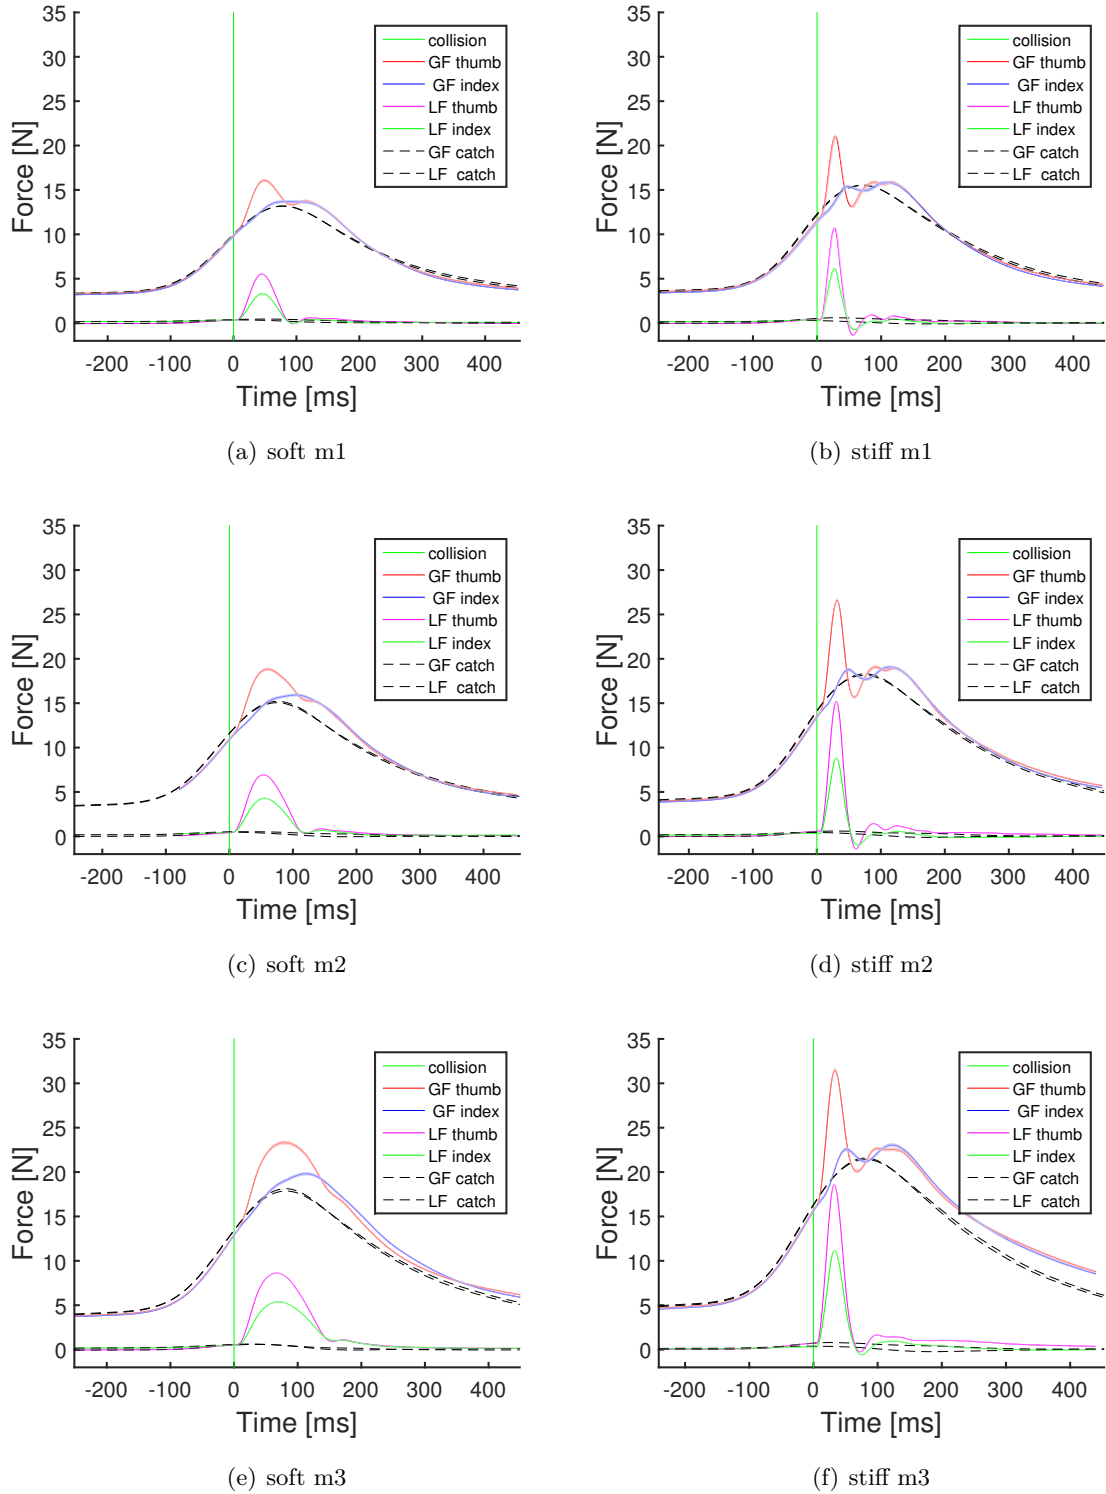 35
30
25
20
15
10
5
0
Force [N]
-200 -100 0 100 200 300 400
Time [ms]
collision
GF thumb
GF index
LF thumb
LF index
GF catch
LF catch
(a) soft m1
35
30
25
20
15
10
5
0
Force [N]
-200 -100 0 100 200 300 400
Time [ms]
collision
GF thumb
GF index
LF thumb
LF index
GF catch
LF catch
(b) stiff m1
35
30
25
20
15
10
5
0
Force [N]
-200 -100 0 100 200 300 400
Time [ms]
collision
GF thumb
GF index
LF thumb
LF index
GF catch
LF catch
(c) soft m2
35
30
25
20
15
10
5
0
Force [N]
-200 -100 0 100 200 300 400
Time [ms]
collision
GF thumb
GF index
LF thumb
LF index
GF catch
LF catch
(d) stiff m2
35
30
25
20
15
10
5
0
Force [N]
-200 -100 0 100 200 300 400
Time [ms]
collision
GF thumb
GF index
LF thumb
LF index
GF catch
LF catch
(e) soft m3
35
30
25
20
15
10
5
0
Force [N]
-200 -100 0 100 200 300 400
Time [ms]
collision
GF thumb
GF index
LF thumb
LF index
GF catch
LF catch
(f) stiff m3